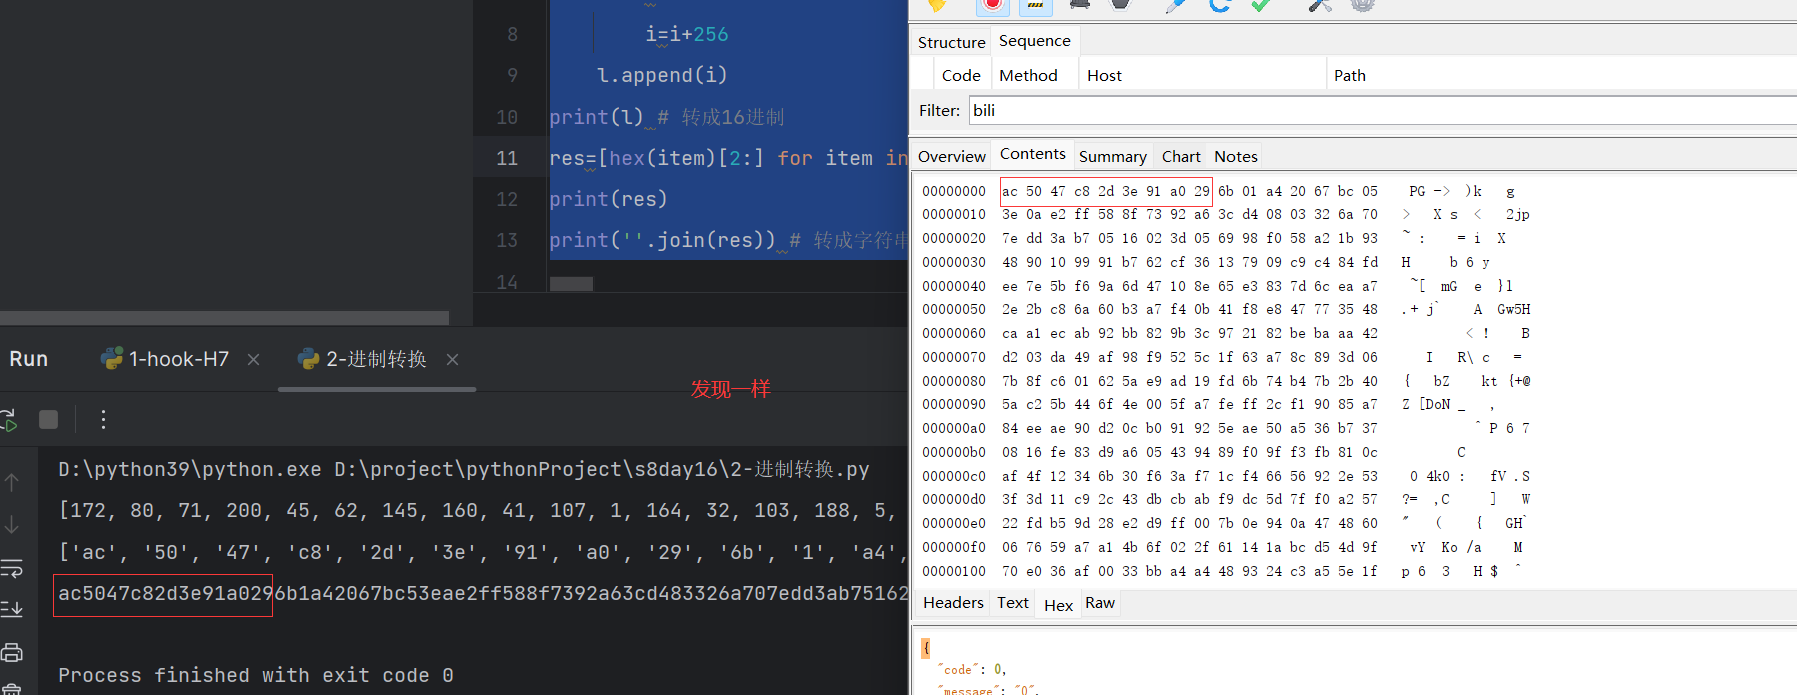 8 i=i+256
9 l.append(i)
10 print(l) # 转成16进制
11 res=[hex(item)[2:] for item in
12 print(res)
13 print(''.join(res)) # 转成字符串
14
Run 1-hook-H7 × 2-进制转换 ×
发现一样
D:\python39\python.exe D:\project\pythonProject\s8day16\2-进制转换.py
[172, 80, 71, 200, 45, 62, 145, 160, 41, 107, 1, 164, 32, 103, 188, 5,
['ac', '50', '47', 'c8', '2d', '3e', '91', 'a0', '29', '6b', '1', 'a4',
ac5047c82d3e91a0296b1a42067bc53eae2ff588f7392a63cd483326a707edd3ab75162
Process finished with exit code 0
Structure Sequence
Code Method Host Path
Filter: bili
Overview Contents Summary Chart Notes
00000000 ac 50 47 c8 2d 3e 91 a0 29 6b 01 a4 20 67 bc 05 PG -> )k g
00000010 3e 0a e2 ff 58 8f 73 92 a6 3c d4 08 03 32 6a 70 > X s < 2jp
00000020 7e dd 3a b7 05 16 02 3d 05 69 98 f0 58 a2 1b 93 ~ : = i X
00000030 48 90 10 99 91 b7 62 cf 36 13 79 09 c9 c4 84 fd H b 6 y
00000040 ee 7e 5b f6 9a 6d 47 10 8e 65 e3 83 7d 6c ea a7 ~[ mG e }l
00000050 2e 2b c8 6a 60 b3 a7 f4 0b 41 f8 e8 47 77 35 48 .+ j` A Gw5H
00000060 ca a1 ec ab 92 bb 82 9b 3c 97 21 82 be ba aa 42 < ! B
00000070 d2 03 da 49 af 98 f9 52 5c 1f 63 a7 8c 89 3d 06 I R\ c =
00000080 7b 8f c6 01 62 5a e9 ad 19 fd 6b 74 b4 7b 2b 40 { bZ kt {+@
00000090 5a c2 5b 44 6f 4e 00 5f a7 fe ff 2c f1 90 85 a7 Z [DoN _ ,
000000a0 84 ee ae 90 d2 0c b0 91 92 5e ae 50 a5 36 b7 37 ^ P 6 7
000000b0 08 16 fe 83 d9 a6 05 43 94 89 f0 9f f3 fb 81 0c C
000000c0 af 4f 12 34 6b 30 f6 3a f7 1c f4 66 56 92 2e 53 O 4k0 : fV .S
000000d0 3f 3d 11 c9 2c 43 db cb ab f9 dc 5d 7f f0 a2 57 ?= ,C ] W
000000e0 22 fd b5 9d 28 e2 d9 ff 00 7b 0e 94 0a 47 48 60 " ( { GH`
000000f0 06 76 59 a7 a1 4b 6f 02 2f 61 14 1a bc d5 4d 9f vY Ko /a M
00000100 70 e0 36 af 00 33 bb a4 a4 48 93 24 c3 a5 5e 1f p 6 3 H $ ^
Headers Text Hex Raw
{
"code": 0,
"message": "0",